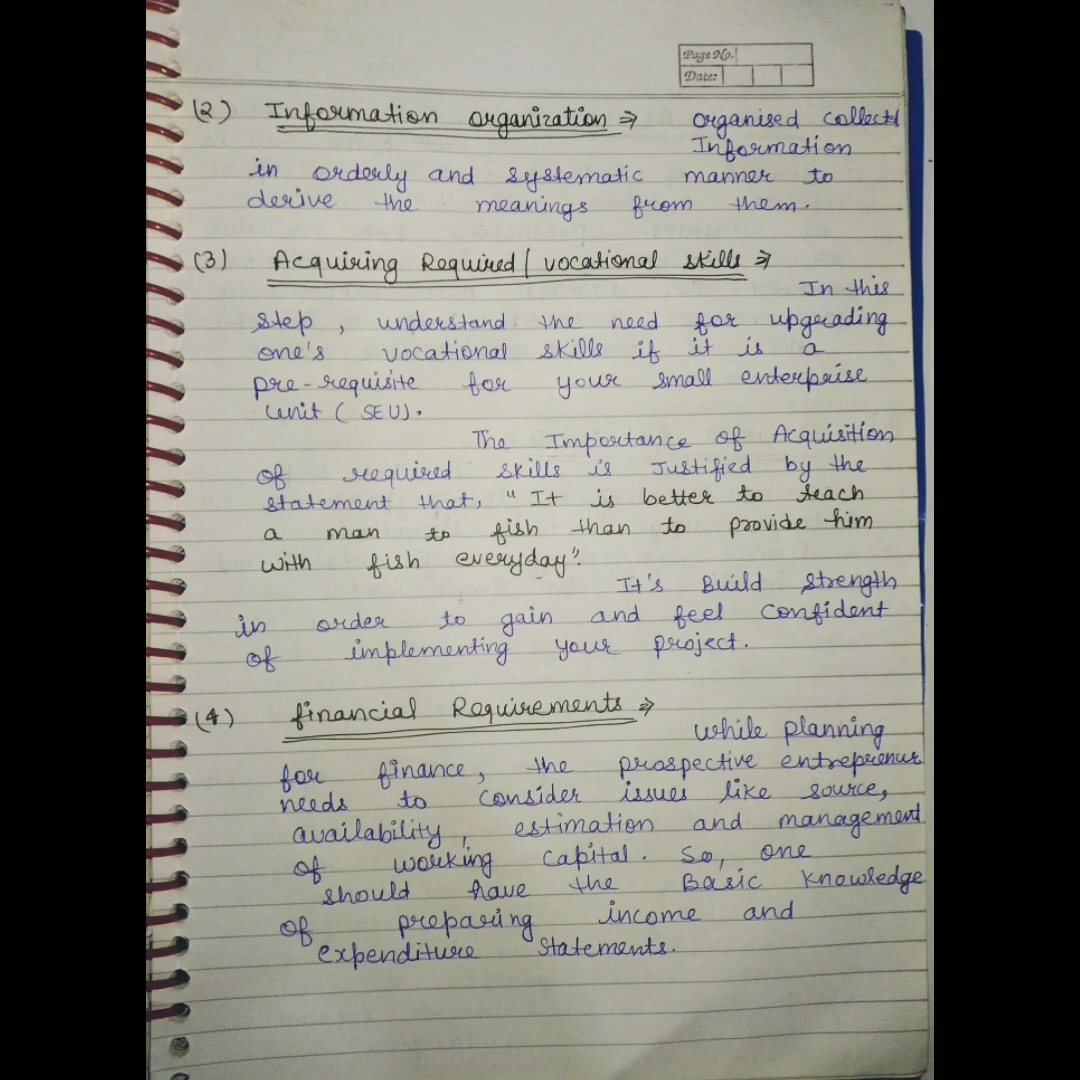 Page No.
Date:
(2) Information organization ⇒ organised collectd
Information
in orderly and systematic manner to
derive the meanings from them.
(3) Acquiring Required / vocational skills ⇒
In this
step, understand the need for upgrading
one's vocational skills if it is a
pre-requisite for your small enterprise
unit ( SEU).
The Importance of Acquisition
of required skills is Justified by the
statement that, "It is better to teach
a man to fish than to provide him
with fish everyday".
It's Build strength
in order to gain and feel confident
of implementing your project.
(4) financial Requirements ⇒
while planning
for finance, the prospective entreprenur
needs to consider issues like source,
availability, estimation and management
of working capital. So, one
should have the Basic knowledge
of preparing income and
expenditure statements.